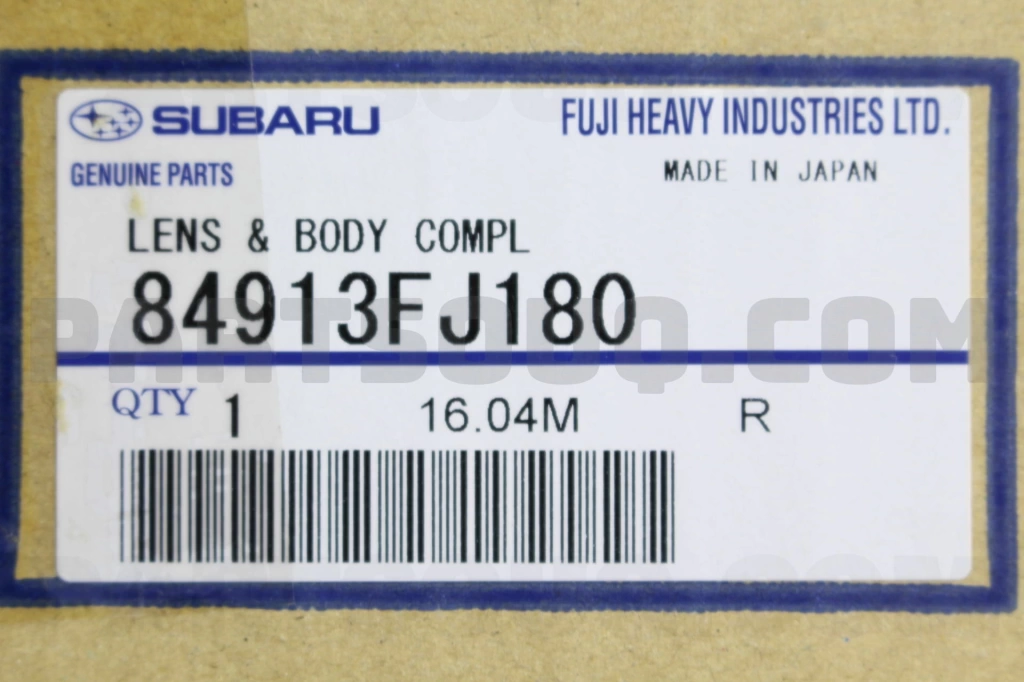 SUBARU
FUJI HEAVY INDUSTRIES LTD.
GENUINE PARTS
MADE IN JAPAN
LENS & BODY COMPL
84913FJ180
PARTSOUQ.COM
QTY 1 16.04M R